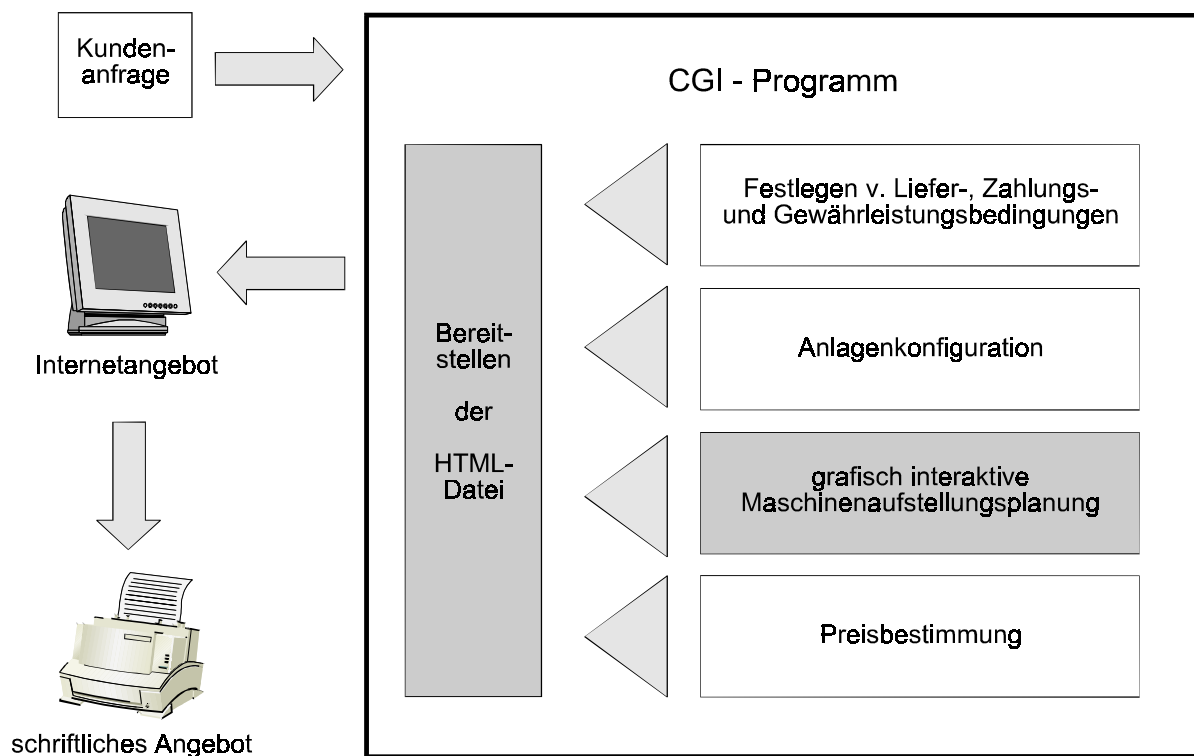 Kunden-
anfrage
CGI - Programm
Festlegen v. Liefer-, Zahlungs-
und Gewährleistungsbedingungen
Anlagenkonfiguration
grafisch interaktive
Maschinenaufstellungsplanung
Preisbestimmung
Bereit-
stellen
der
HTML-
Datei
Internetangebot
schriftliches Angebot